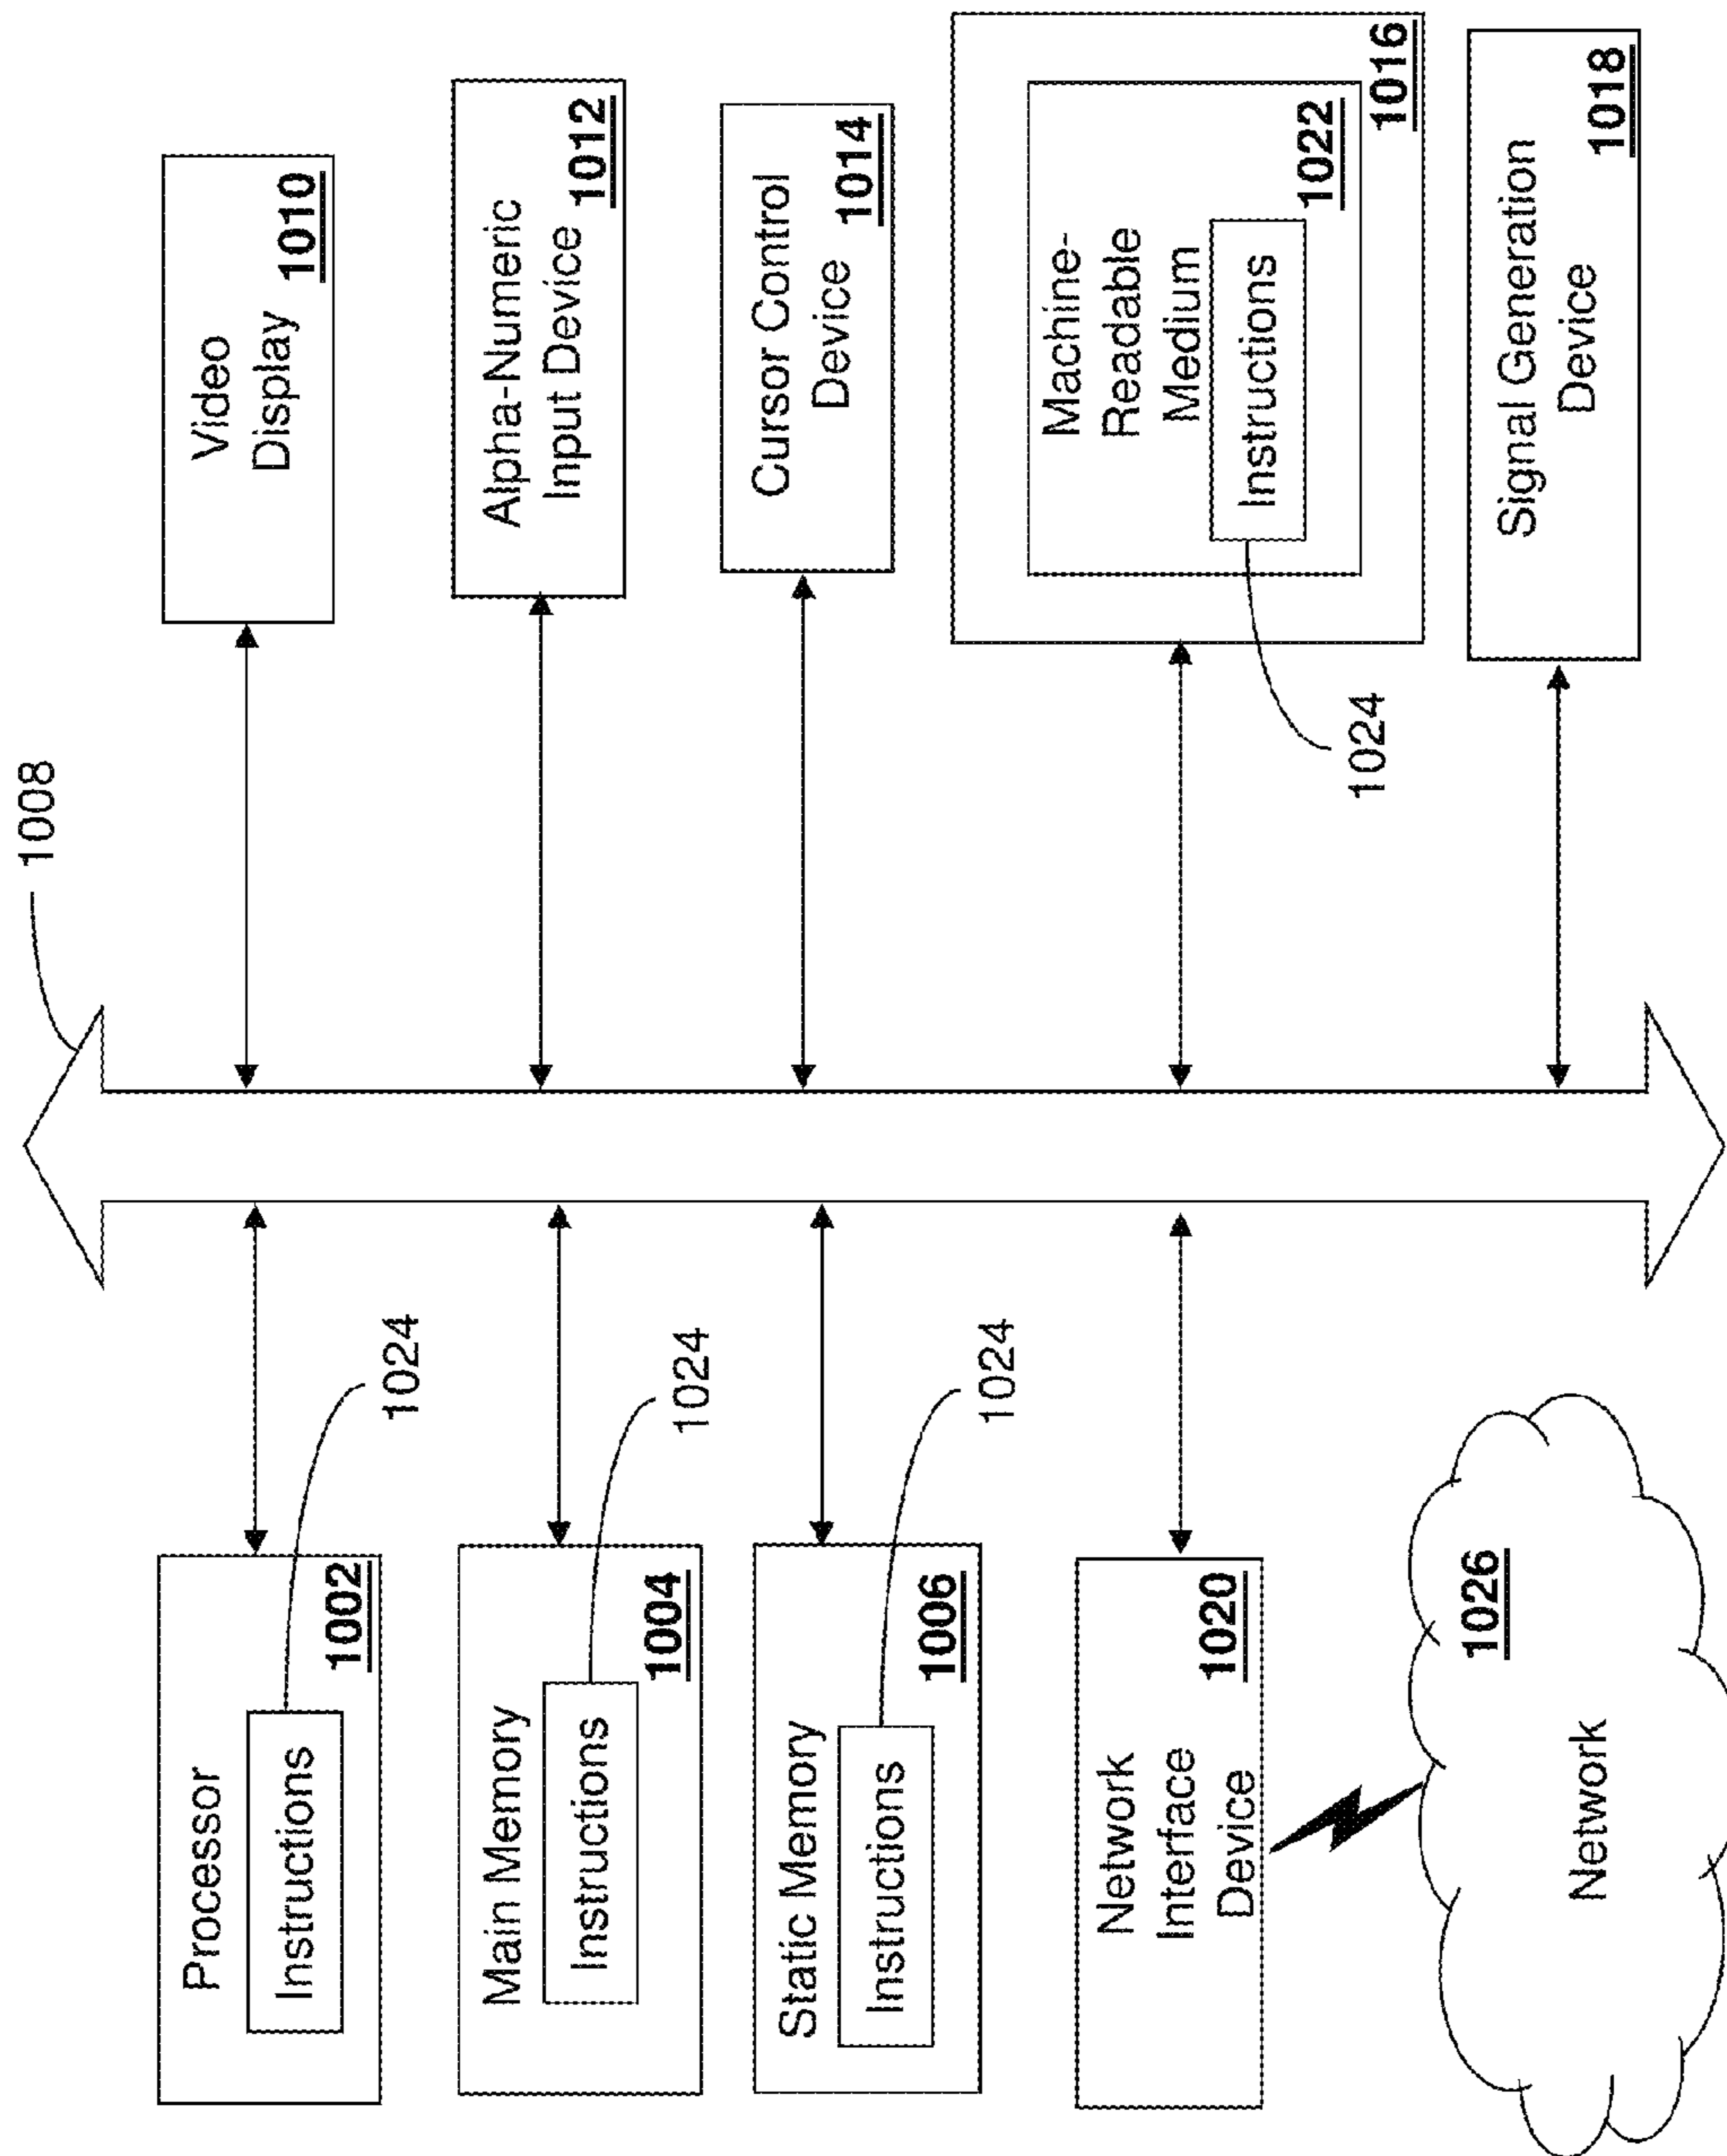 1008
Processor
Instructions
1002
1024
Main Memory
Instructions
1004
1024
Static Memory
Instructions
1006
1024
Network
Interface
Device
1020
1026
Network
Video
Display
1010
Alpha-Numeric
Input Device
1012
Cursor Control
Device
1014
Machine-
Readable
Medium
Instructions
1022
1016
1024
Signal Generation
Device
1018